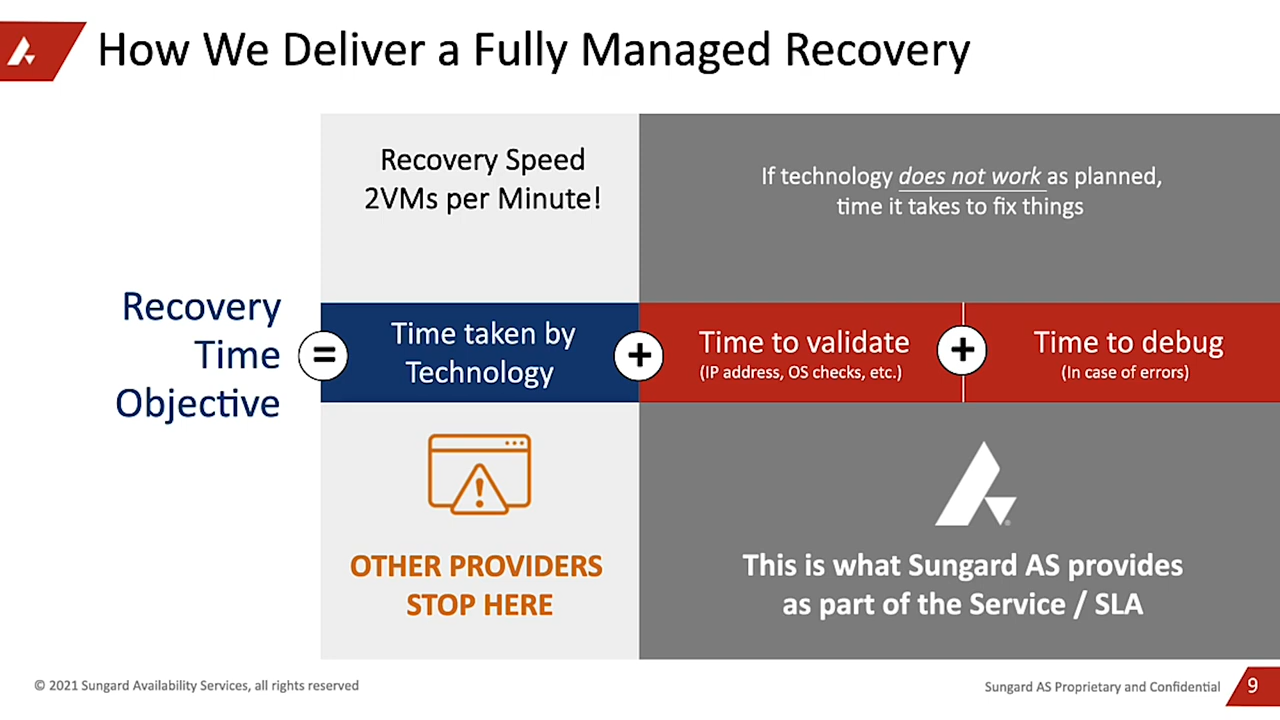 How We Deliver a Fully Managed Recovery
Recovery Speed
2VMs per Minute!
If technology does not work as planned,
time it takes to fix things
Recovery
Time
Objective
=
Time taken by
Technology
+
Time to validate
(IP address, OS checks, etc.)
+
Time to debug
(In case of errors)
OTHER PROVIDERS
STOP HERE
This is what Sungard AS provides
as part of the Service / SLA
© 2021 Sungard Availability Services, all rights reserved
Sungard AS Proprietary and Confidential
9